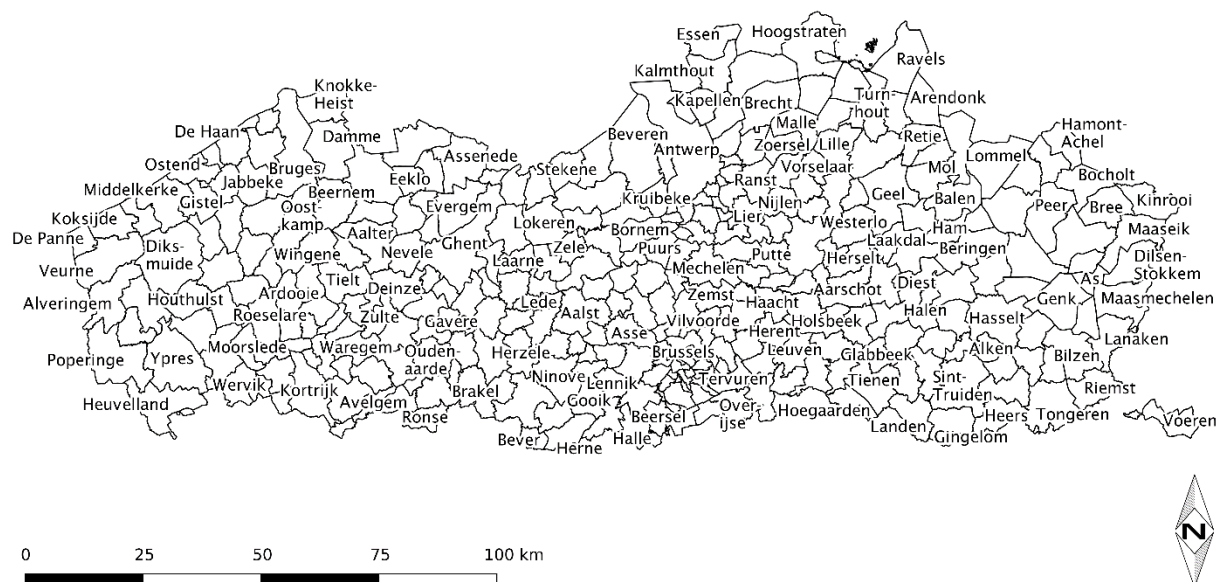 Essen
Hoogstraten
Ravels
Kalmthout
Knokke-
Heist
Kapellen
Brecht
Turn-
hout
Arendonk
De Haan
Damme
Beveren
Malle
Antwerp
Zoersel
Lille
Retie
Hamont-
Achel
Ostend
Bruges
Assenede
Stekene
Vorselaar
Mol
Lommel
Jabbeke
Eeklo
Ranst
Bocholt
Middelkerke
Beernem
Gistel
Evergem
Kruibeke
Nijlen
Geel
Balen
Peer
Bree
Kinrooi
Koksijde
Oost-
kamp
Lokeren
Bornem
Lier
Westerlo
Ham
Maaseik
De Panne
Diks-
muide
Aalter
Nevele
Ghent
Zele
Puurs
Putte
Laakdal
Beringen
Wingene
Laarne
Mechelen
Herselt
Dilsen-
Stokkem
Veurne
Tielt
Deinze
Diest
As
Alveringem
Houthulst
Ardooie
Lede
Zemst
Haacht
Aarschot
Genk
Maasmechelen
Roeselare
Zulte
Gavere
Aalst
Asse
Vilvoorde
Herent
Holsbeek
Halen
Hasselt
Lanaken
Poperinge
Ypres
Moorslede
Waregem
Ouden-
aarde
Herzele
Brussels
Leuven
Glabbeek
Alken
Bilzen
Wervik
Kortrijk
Brakel
Ninove
Lennik
Tervuren
Tienen
Sint-
Truiden
Riemst
Heuvelland
Avelgem
Ronse
Gooik
Beersel
Over-
ijse
Hoegaarden
Landen
Heers
Tongeren
Voeren
Bever
Herne
Halle
Gingelom
N
0 25 50 75 100 km